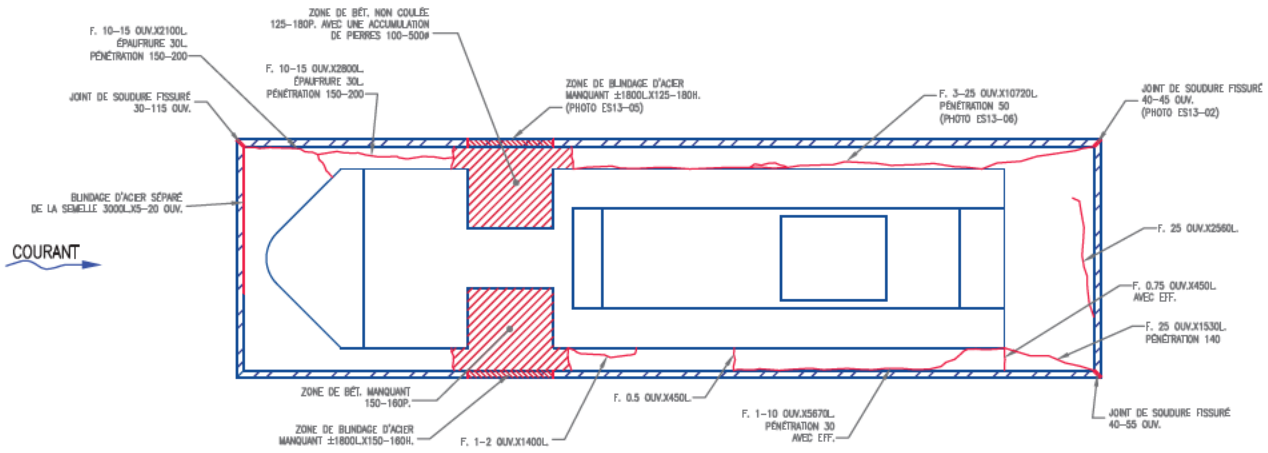 F. 10-15 OUV.X2100L.
ÉPAUFRURE 30L.
PÉNÉTRATION 150-200
ZONE DE BÉT. NON COULÉE
125-180P. AVEC UNE ACCUMULATION
DE PIERRES 100-500ø
F. 10-15 OUV.X2800L.
ÉPAUFRURE 30L.
PÉNÉTRATION 150-200
JOINT DE SOUDURE FISSURÉ
30-115 OUV.
ZONE DE BLINDAGE D'ACIER
MANQUANT ±1800L.X125-180H.
(PHOTO ES13-05)
F. 3-25 OUV.X10720L.
PÉNÉTRATION 50
(PHOTO ES13-06)
JOINT DE SOUDURE FISSURÉ
40-45 OUV.
(PHOTO ES13-02)
BLINDAGE D'ACIER SÉPARÉ
DE LA SEMELLE 3000L.X5-20 OUV.
COURANT
F. 25 OUV.X2560L.
F. 0.75 OUV.X450L.
AVEC EFF.
F. 25 OUV.X1530L.
PÉNÉTRATION 140
ZONE DE BÉT. MANQUANT
150-160P.
ZONE DE BLINDAGE D'ACIER
MANQUANT ±1800L.X150-160H.
F. 1-2 OUV.X1400L.
F. 0.5 OUV.X450L.
F. 1-10 OUV.X5670L.
PÉNÉTRATION 30
AVEC EFF.
JOINT DE SOUDURE FISSURÉ
40-55 OUV.